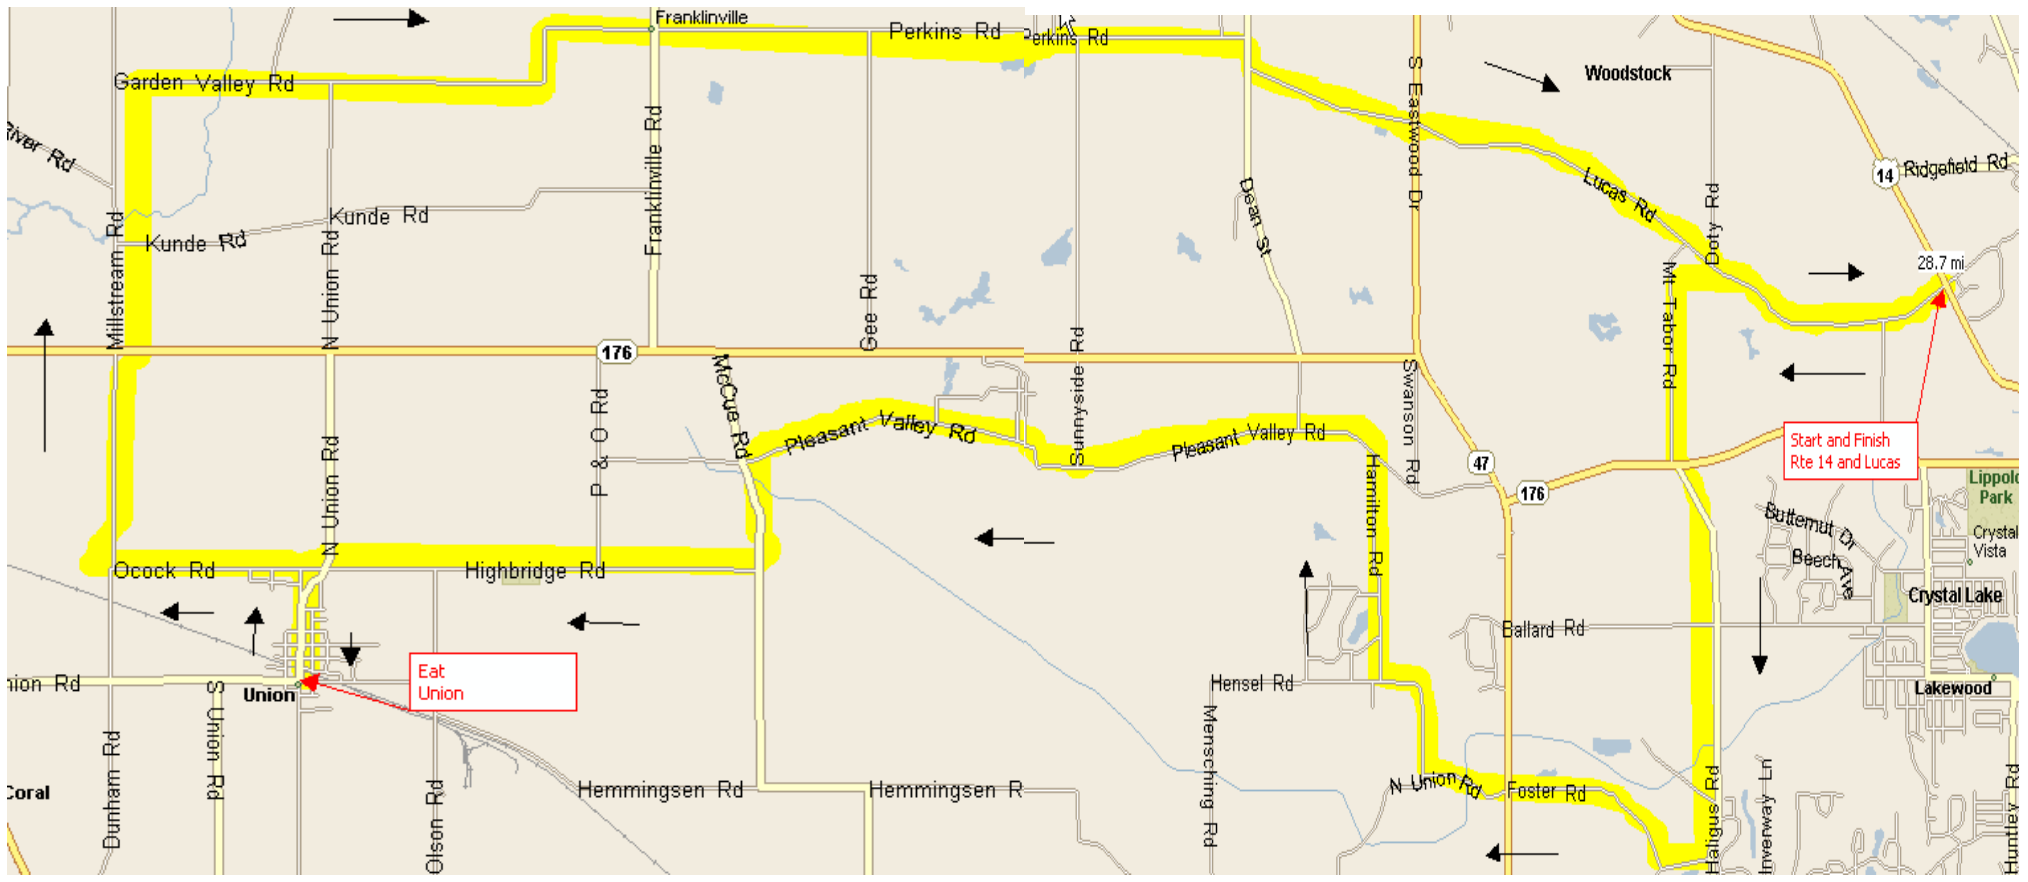 Franklinville
Perkins Rd
Perkins Rd
Garden Valley Rd
S Eastwood Dr
Woodstock
River Rd
Franklinville Rd
14
Ridgefield Rd
Lucas Rd
Doty Rd
Dean St
Millstream Rd
Kunde Rd
Kunde Rd
N Union Rd
Gee Rd
28.7 mi
Mt Tabor Rd
176
McCue Rd
Sunnyside Rd
Swanson Rd
P & O Rd
N Union Rd
Pleasant Valley Rd
Pleasant Valley Rd
Start and Finish
Rte 14 and Lucas
Hamilton Rd
47
176
Lippold
Park
Butternut Dr
Crystal
Vista
Beech Ave
Ocock Rd
Highbridge Rd
Crystal Lake
Ballard Rd
Eat
Union
nion Rd
Union
Hensel Rd
Lakewood
S Union Rd
Mensching Rd
Dunham Rd
Olson Rd
Hemmingsen Rd
Hemmingsen R
N Union Rd
Foster Rd
Haligus Rd
Inverway Ln
Huntley Rd
Coral